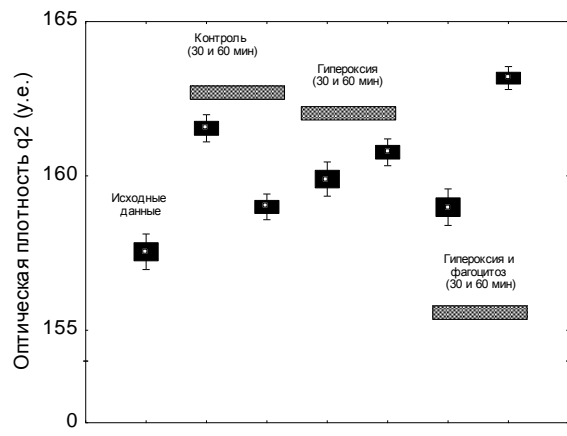 165
Контроль
(30 и 60 мин)
Гипероксия
(30 и 60 мин)
160
Исходные
данные
Гипероксия и
фагоцитоз
(30 и 60 мин)
155
0
Оптическая плотность q2 (у.е.)